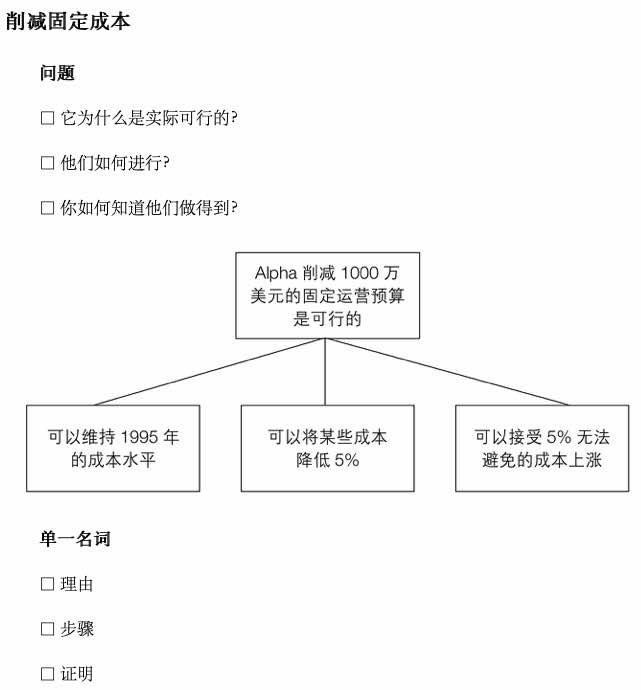 削减固定成本
问题
□ 它为什么是实际可行的?
□ 他们如何进行?
□ 你如何知道他们做得到?
Alpha 削减 1000 万
美元的固定运营预算
是可行的
可以维持 1995 年
的成本水平
可以将某些成本
降低 5%
可以接受 5% 无法
避免的成本上涨
单一名词
□ 理由
□ 步骤
□ 证明